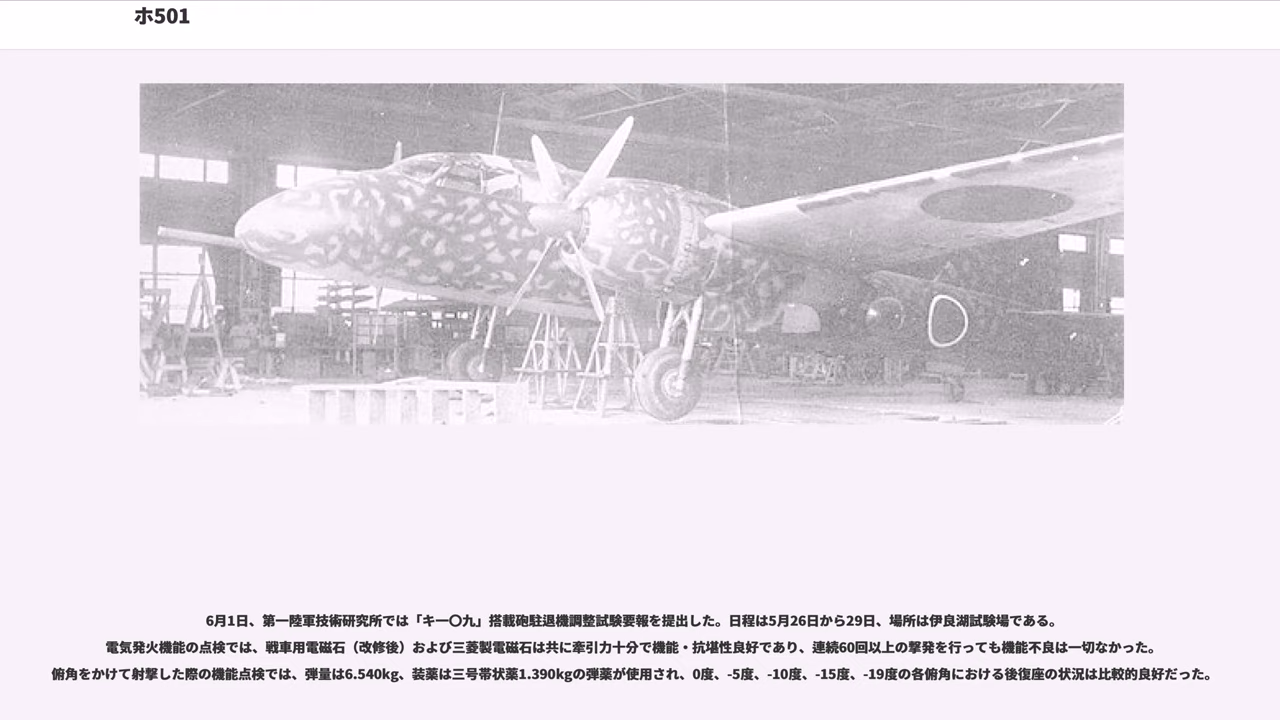 ホ501
6月1日、第一陸軍技術研究所では「キ一〇九」搭載砲駐退機調整試験要報を提出した。日程は5月26日から29日、場所は伊良湖試験場である。
電気発火機能の点検では、戦車用電磁石（改修後）および三菱製電磁石は共に牽引力十分で機能・抗堪性良好であり、連続60回以上の撃発を行っても機能不良は一切なかった。
俯角をかけて射撃した際の機能点検では、弾量は6.540kg、装薬は三号帯状薬1.390kgの弾薬が使用され、0度、-5度、-10度、-15度、-19度の各俯角における後復座の状況は比較的良好だった。